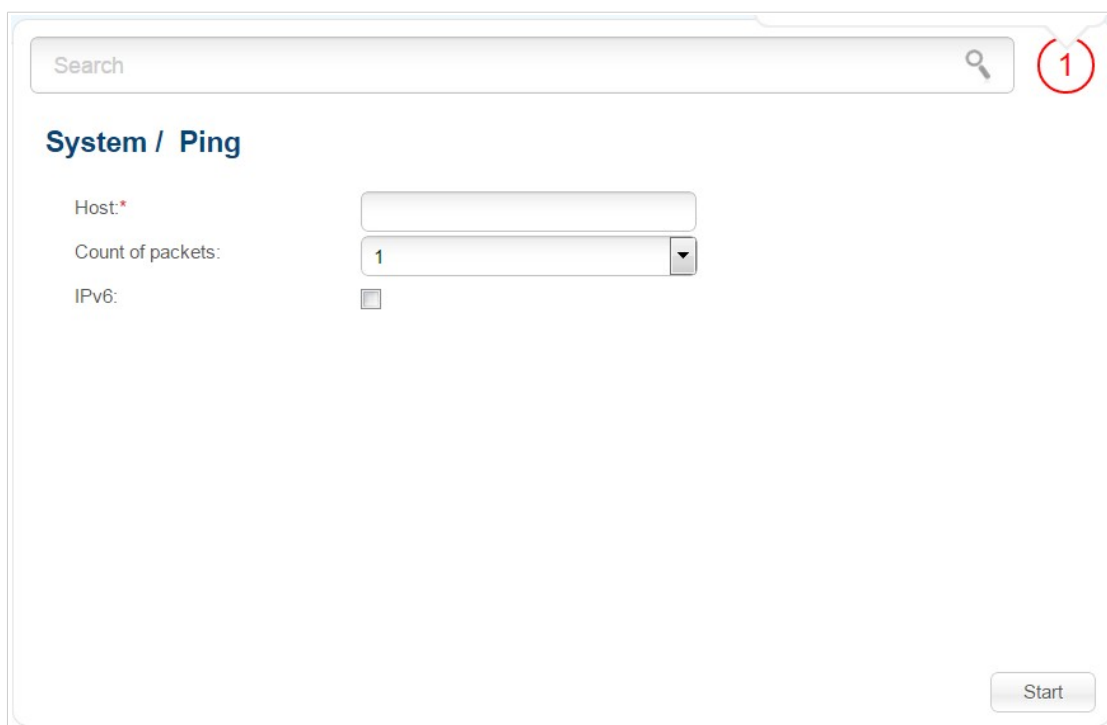 Search
1
System / Ping
Host:*
Count of packets:
1
IPv6:
Start